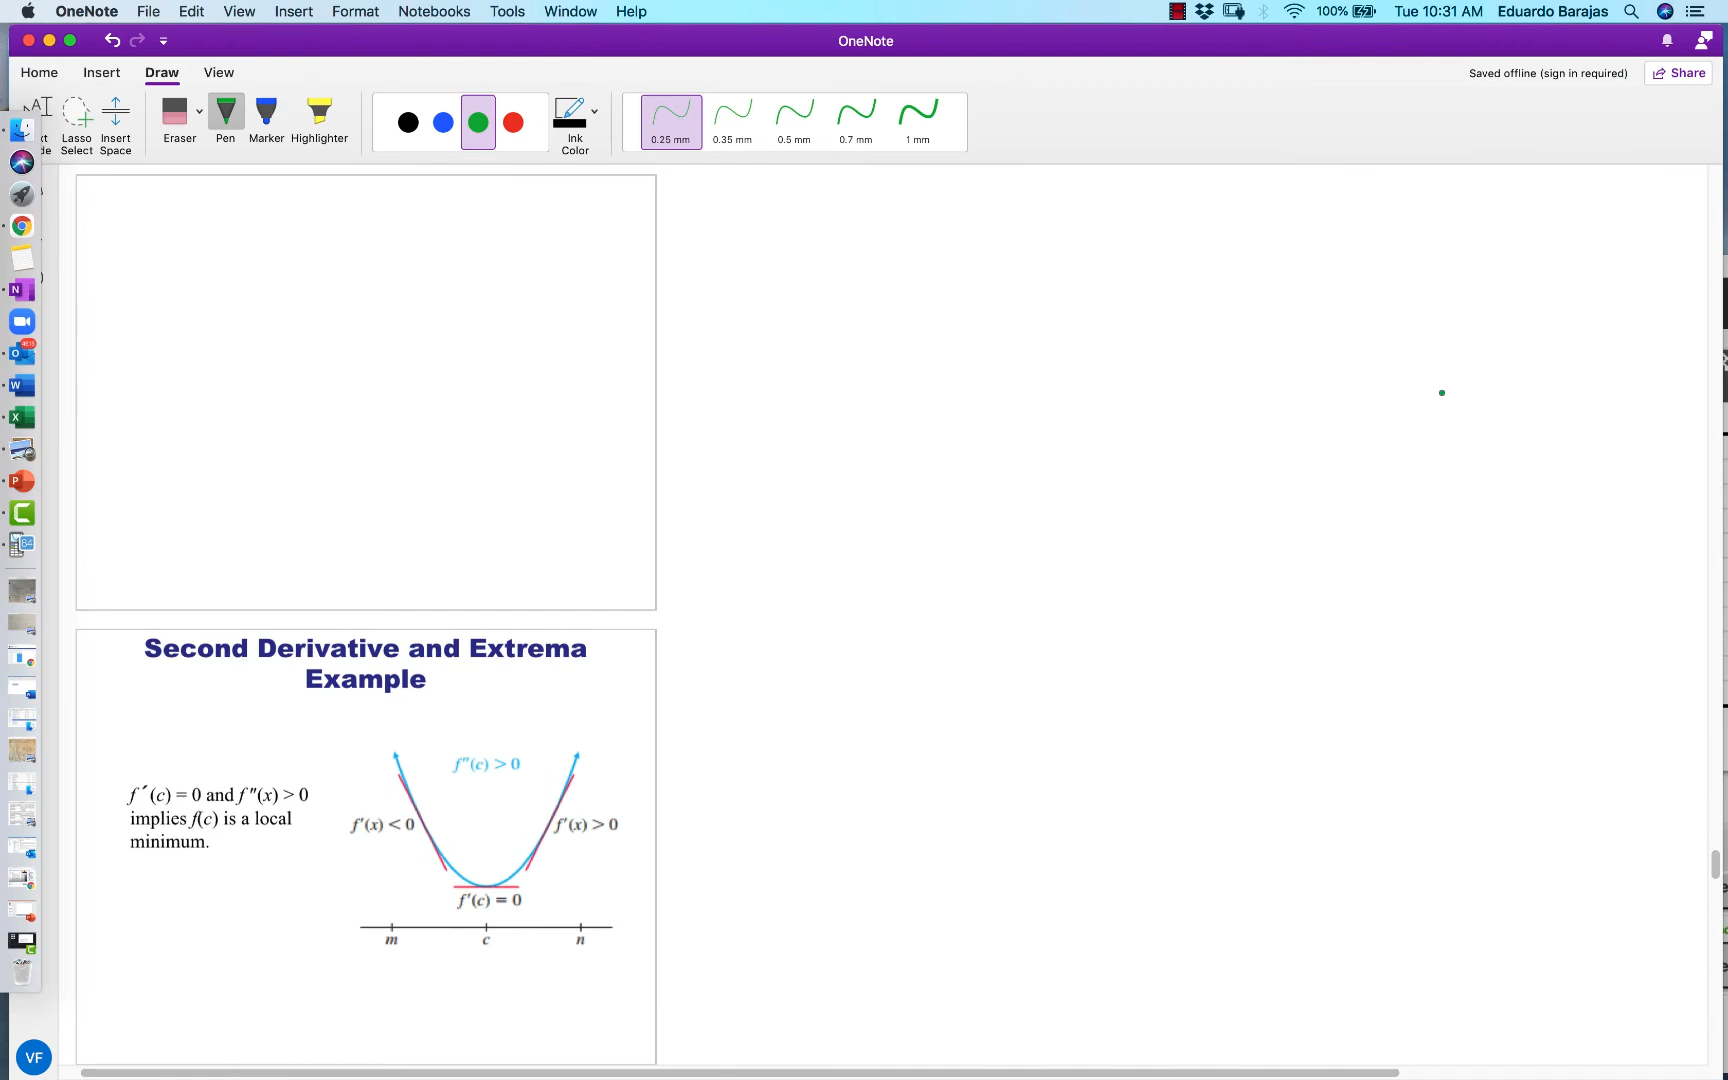 OneNote File Edit View Insert Format Notebooks Tools Window Help 100% Tue 10:31 AM Eduardo Barajas
OneNote
Home Insert Draw View Saved offline (sign in required) Share
Lasso Select
Insert Space
Eraser
Pen
Marker
Highlighter
Ink Color
0.25 mm 0.35 mm 0.5 mm 0.7 mm 1 mm
Second Derivative and Extrema
Example
f″(c) > 0
f´(c) = 0 and f″(x) > 0
implies f(c) is a local
minimum.
f′(x) < 0 f′(x) > 0
f′(c) = 0
m c n
VF